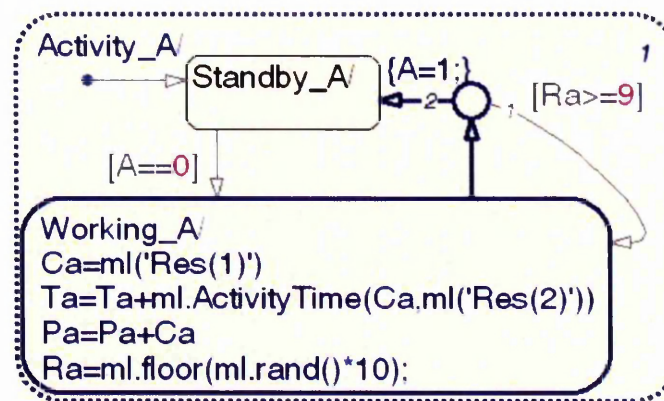 Activity_A/
1
Standby_A/
{A=1;}
2
1
[Ra>=9]
[A==0]
Working_A/
Ca=ml('Res(1)')
Ta=Ta+ml.ActivityTime(Ca,ml('Res(2)'))
Pa=Pa+Ca
Ra=ml.floor(ml.rand()*10);